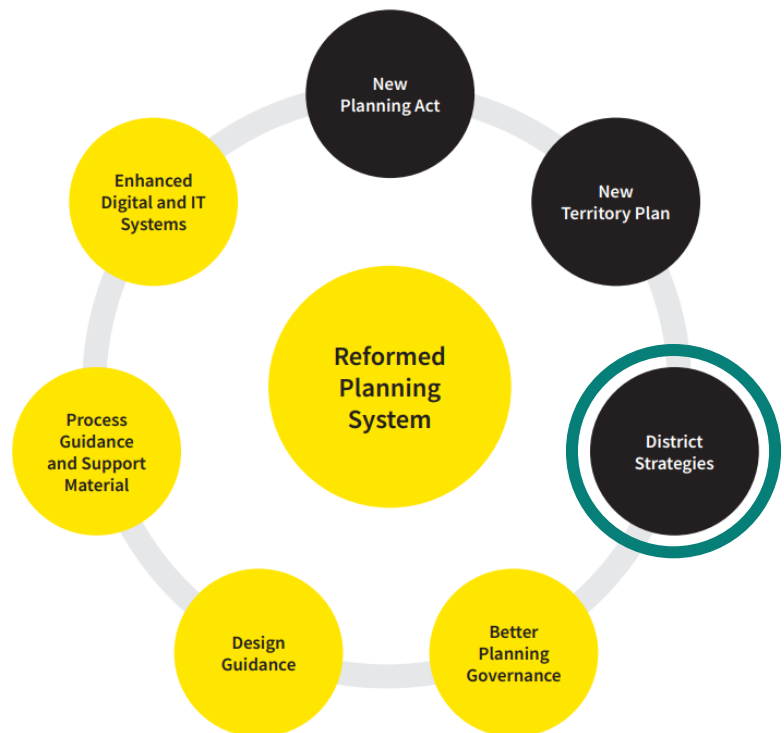 New
Planning Act
New
Territory Plan
District
Strategies
Better
Planning
Governance
Design
Guidance
Process
Guidance
and Support
Material
Enhanced
Digital and IT
Systems
Reformed
Planning
System